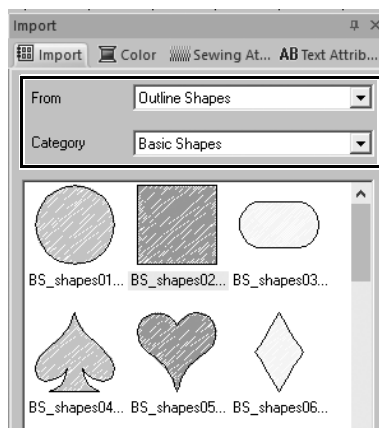 Import
Import Color Sewing At... AB Text Attrib...
From Outline Shapes
Category Basic Shapes
BS_shapes01... BS_shapes02... BS_shapes03...
BS_shapes04... BS_shapes05... BS_shapes06...